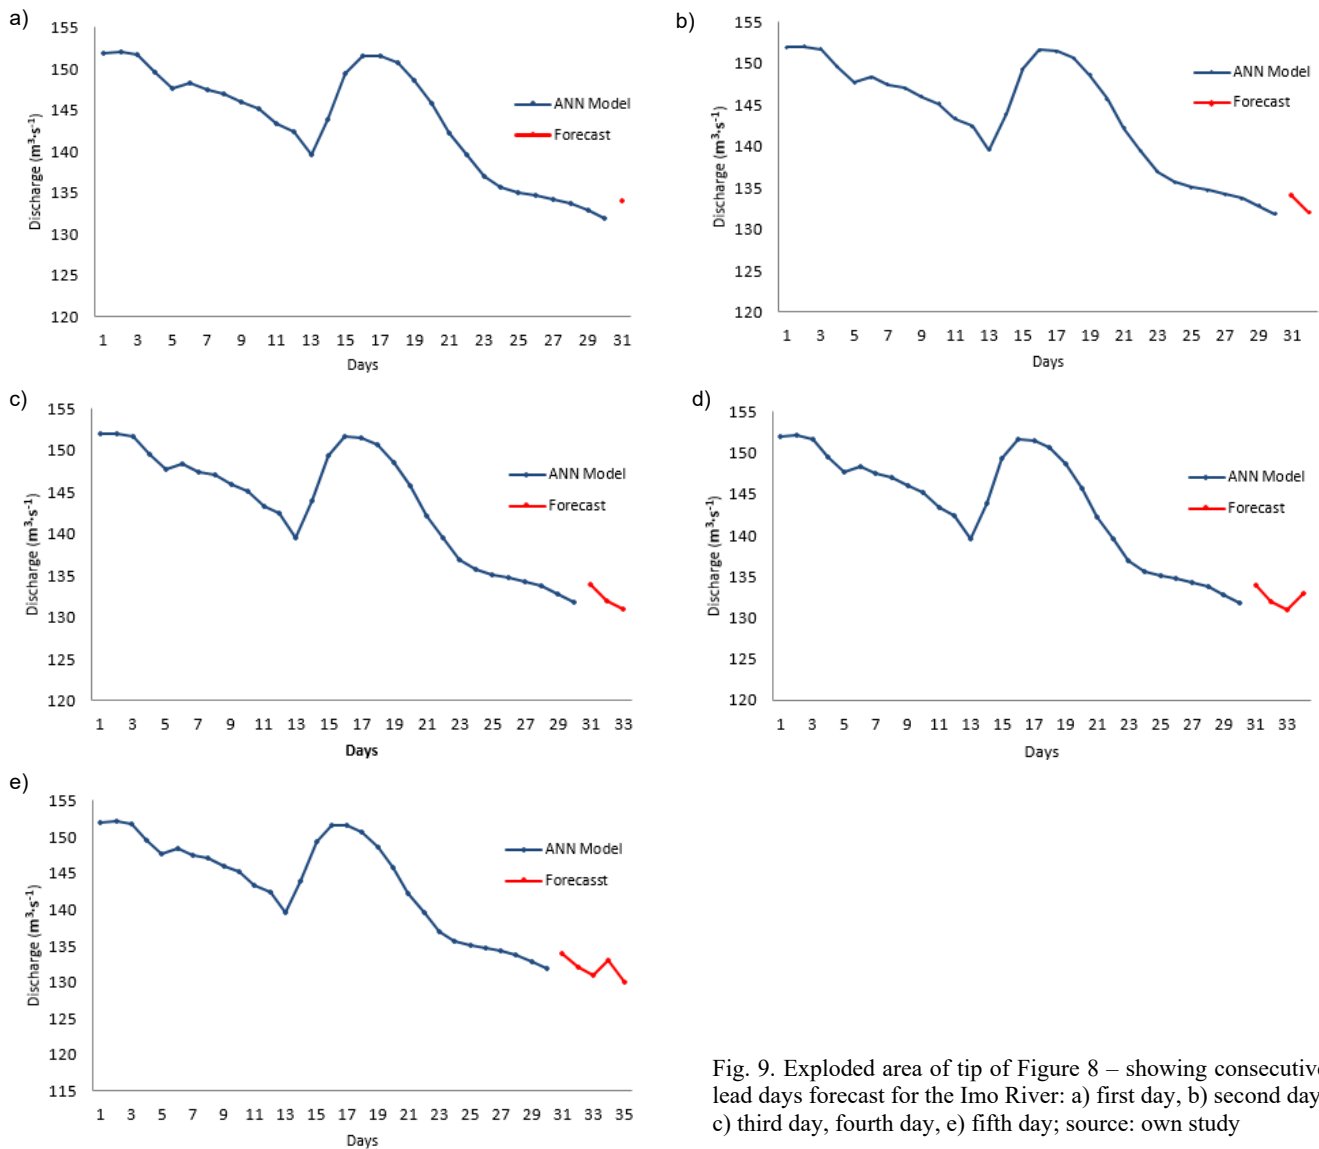 a)
155
150
145
140
135
130
125
120
Discharge (m³·s⁻¹)
ANN Model
Forecast
1 3 5 7 9 11 13 15 17 19 21 23 25 27 29 31
Days
b)
155
150
145
140
135
130
125
120
Discharge (m³·s⁻¹)
ANN Model
Forecast
1 3 5 7 9 11 13 15 17 19 21 23 25 27 29 31
Days
c)
155
150
145
140
135
130
125
120
Discharge (m³·s⁻¹)
ANN Model
Forecast
1 3 5 7 9 11 13 15 17 19 21 23 25 27 29 31 33
Days
d)
155
150
145
140
135
130
125
120
Discharge (m³·s⁻¹)
ANN Model
Forecast
1 3 5 7 9 11 13 15 17 19 21 23 25 27 29 31 33
Days
e)
155
150
145
140
135
130
125
120
115
Discharge (m³·s⁻¹)
ANN Model
Forecasst
1 3 5 7 9 11 13 15 17 19 21 23 25 27 29 31 33 35
Days
Fig. 9. Exploded area of tip of Figure 8 – showing consecutive
lead days forecast for the Imo River: a) first day, b) second day
c) third day, fourth day, e) fifth day; source: own study